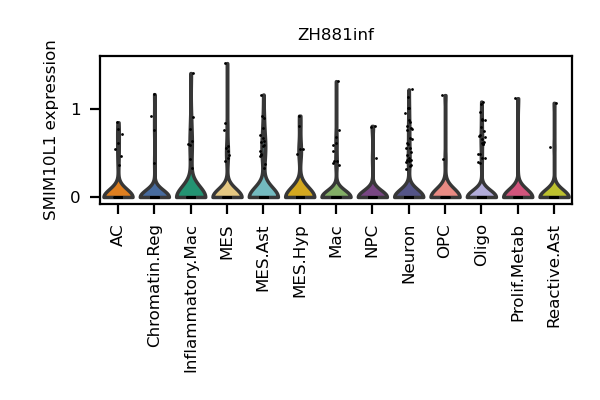 ZH881inf
SMIM10L1 expression
1
0
AC
Chromatin.Reg
Inflammatory.Mac
MES
MES.Ast
MES.Hyp
Mac
NPC
Neuron
OPC
Oligo
Prolif.Metab
Reactive.Ast